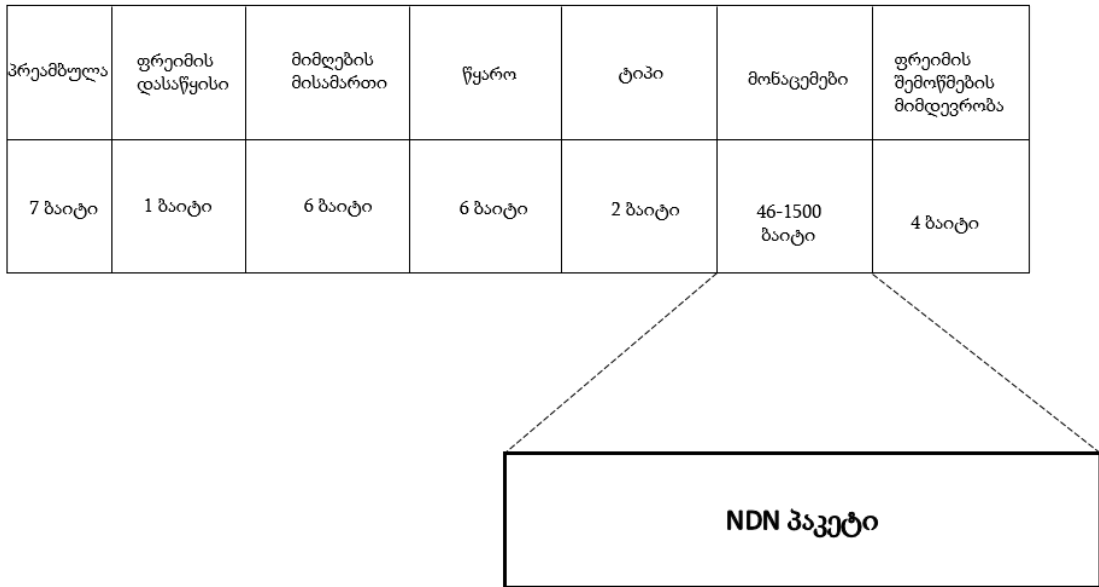 პრეამბულა
ფრეიმის
დასაწყისი
მიმღების
მისამართი
წყარო
ტიპი
მონაცემები
ფრეიმის
შემოწმების
მიმდევრობა
7 ბაიტი
1 ბაიტი
6 ბაიტი
6 ბაიტი
2 ბაიტი
46-1500
ბაიტი
4 ბაიტი
NDN პაკეტი